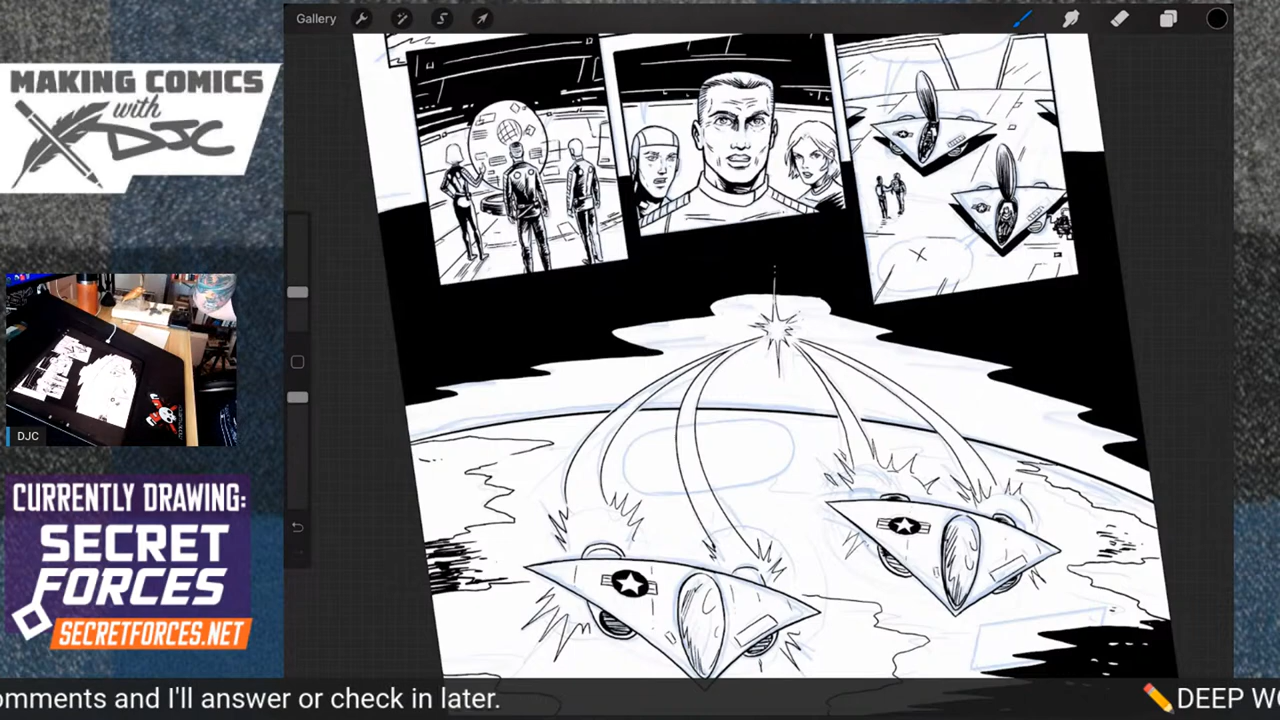 Gallery
MAKING COMICS
with
DJC
DJC
CURRENTLY DRAWING:
SECRET
FORCES
SECRETFORCES.NET
omments and I'll answer or check in later.
✏️DEEP WO